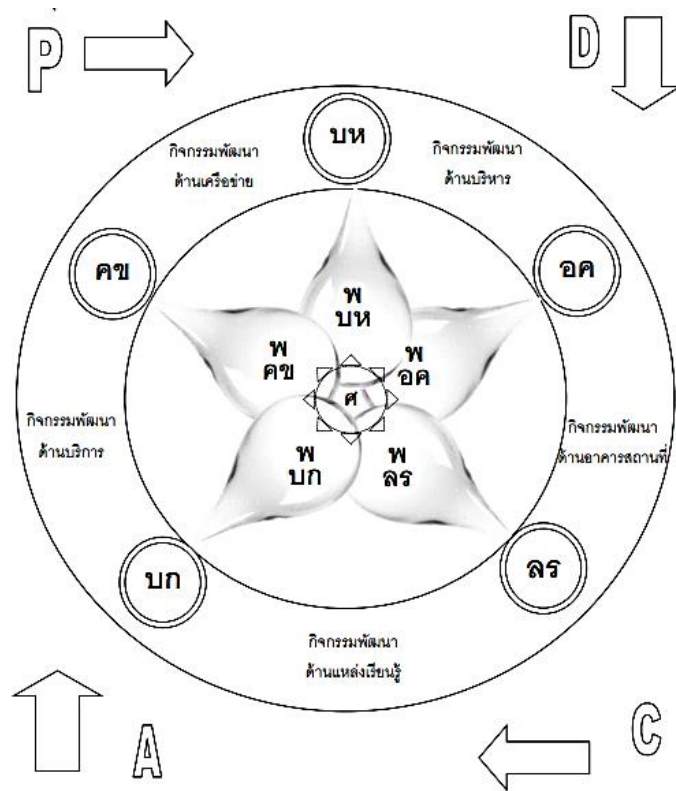 P
D
บห
กิจกรรมพัฒนา
ด้านเครือข่าย
กิจกรรมพัฒนา
ด้านบริหาร
คข
อค
พ
บห
พ
คข
พ
อค
ศ
กิจกรรมพัฒนา
ด้านบริการ
กิจกรรมพัฒนา
ด้านอาคารสถานที่
พ
บก
พ
ลร
บก
ลร
กิจกรรมพัฒนา
ด้านแหล่งเรียนรู้
A
C